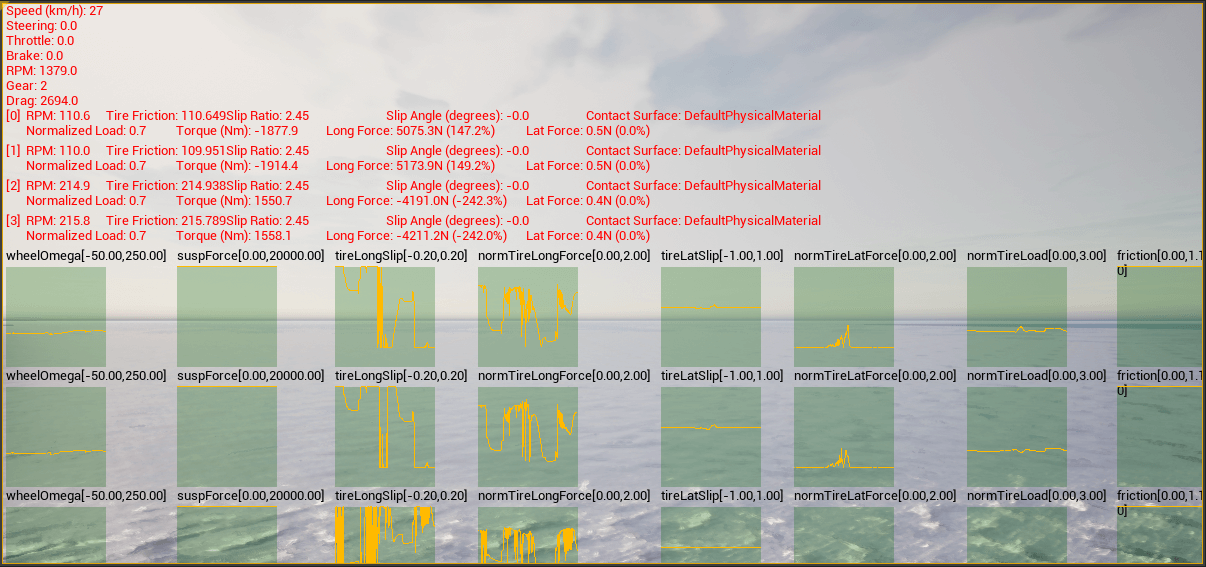 Speed (km/h): 27
Steering: 0.0
Throttle: 0.0
Brake: 0.0
RPM: 1379.0
Gear: 2
Drag: 2694.0
[0] RPM: 110.6 Tire Friction: 110.649Slip Ratio: 2.45 Slip Angle (degrees): -0.0 Contact Surface: DefaultPhysicalMaterial
Normalized Load: 0.7 Torque (Nm): -1877.9 Long Force: 5075.3N (147.2%) Lat Force: 0.5N (0.0%)
[1] RPM: 110.0 Tire Friction: 109.951Slip Ratio: 2.45 Slip Angle (degrees): -0.0 Contact Surface: DefaultPhysicalMaterial
Normalized Load: 0.7 Torque (Nm): -1914.4 Long Force: 5173.9N (149.2%) Lat Force: 0.5N (0.0%)
[2] RPM: 214.9 Tire Friction: 214.938Slip Ratio: 2.45 Slip Angle (degrees): -0.0 Contact Surface: DefaultPhysicalMaterial
Normalized Load: 0.7 Torque (Nm): 1550.7 Long Force: -4191.0N (-242.3%) Lat Force: 0.4N (0.0%)
[3] RPM: 215.8 Tire Friction: 215.789Slip Ratio: 2.45 Slip Angle (degrees): -0.0 Contact Surface: DefaultPhysicalMaterial
Normalized Load: 0.7 Torque (Nm): 1558.1 Long Force: -4211.2N (-242.0%) Lat Force: 0.4N (0.0%)
wheelOmega[-50.00,250.00] suspForce[0.00,20000.00] tireLongSlip[-0.20,0.20] normTireLongForce[0.00,2.00] tireLatSlip[-1.00,1.00] normTireLatForce[0.00,2.00] normTireLoad[0.00,3.00] friction[0.00,1.1
0]
wheelOmega[-50.00,250.00] suspForce[0.00,20000.00] tireLongSlip[-0.20,0.20] normTireLongForce[0.00,2.00] tireLatSlip[-1.00,1.00] normTireLatForce[0.00,2.00] normTireLoad[0.00,3.00] friction[0.00,1.1
0]
wheelOmega[-50.00,250.00] suspForce[0.00,20000.00] tireLongSlip[-0.20,0.20] normTireLongForce[0.00,2.00] tireLatSlip[-1.00,1.00] normTireLatForce[0.00,2.00] normTireLoad[0.00,3.00] friction[0.00,1.1
0]